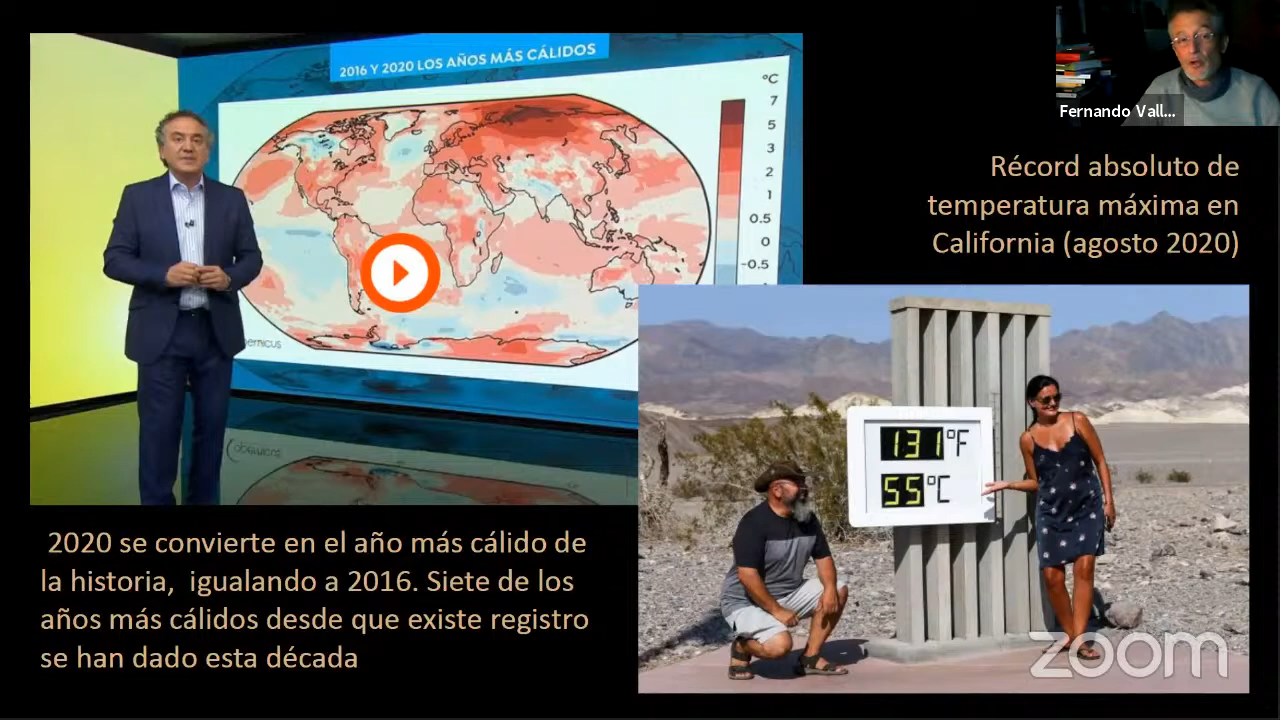 2016 Y 2020 LOS AÑOS MÁS CÁLIDOS
°C
7
5
3
2
1
0.5
0
-0.5
Fernando Vall...
Récord absoluto de
temperatura máxima en
California (agosto 2020)
131°F
55°C
2020 se convierte en el año más cálido de
la historia, igualando a 2016. Siete de los
años más cálidos desde que existe registro
se han dado esta década
zoom